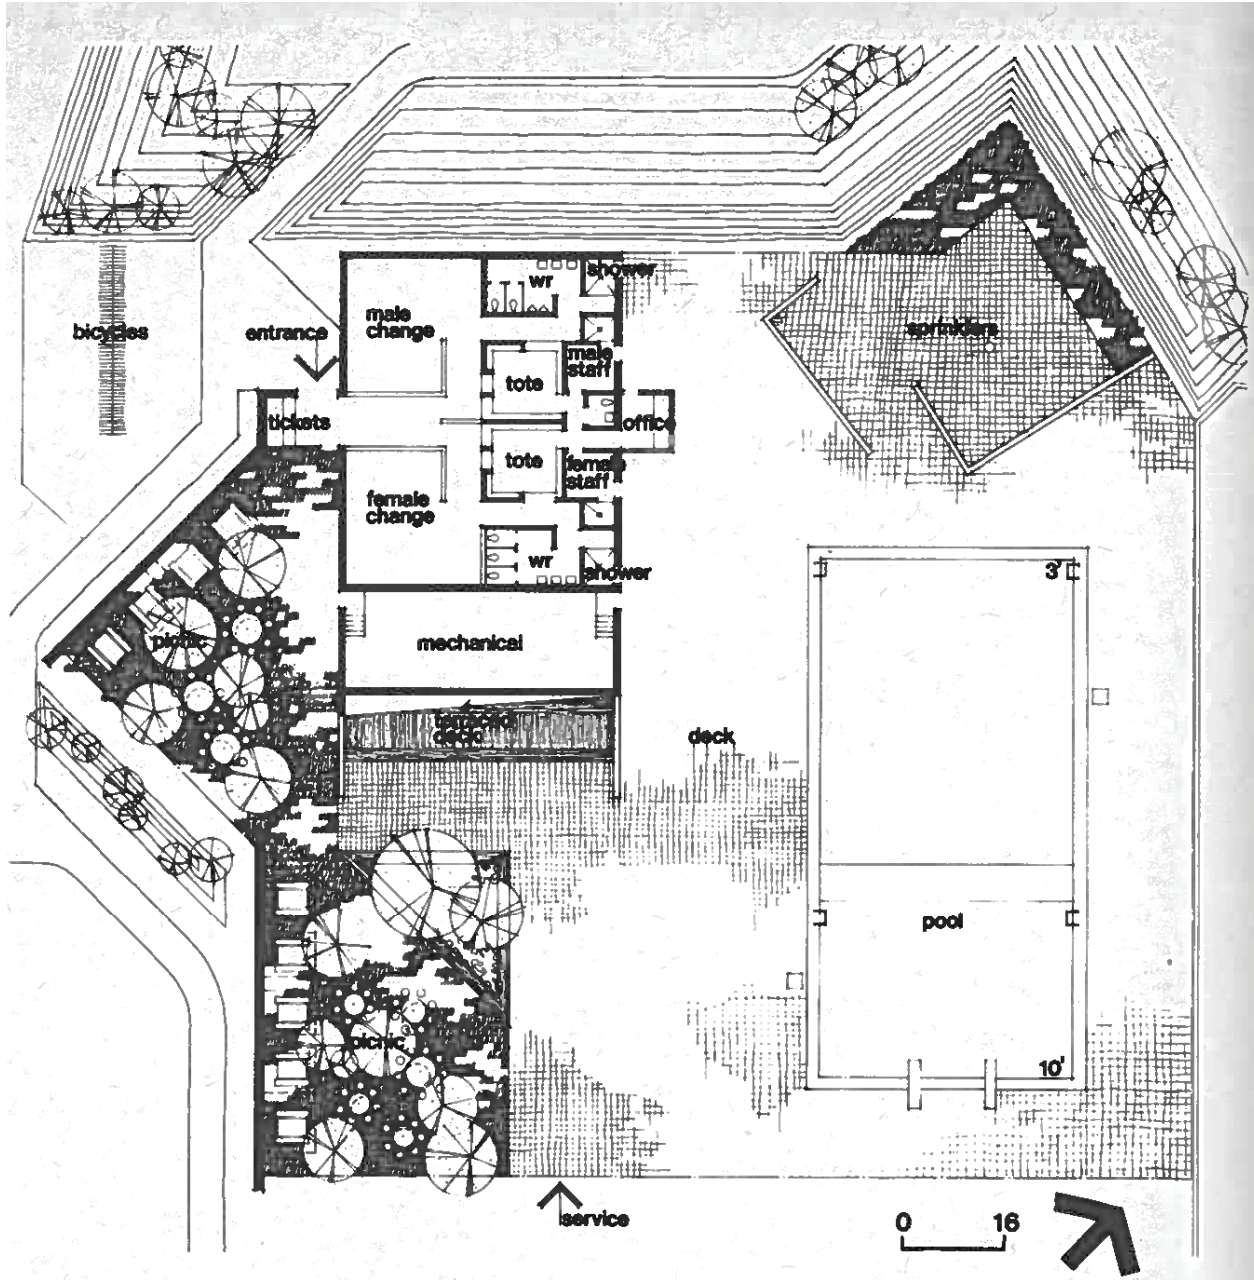 shower
wr
male
change
bicycles
entrance
sprinklers
male
staff
tote
tickets
office
tote
female
staff
female
change
wr
shower
3'
picnic
mechanical
terraced
deck
deck
pool
picnic
10'
service
0 16